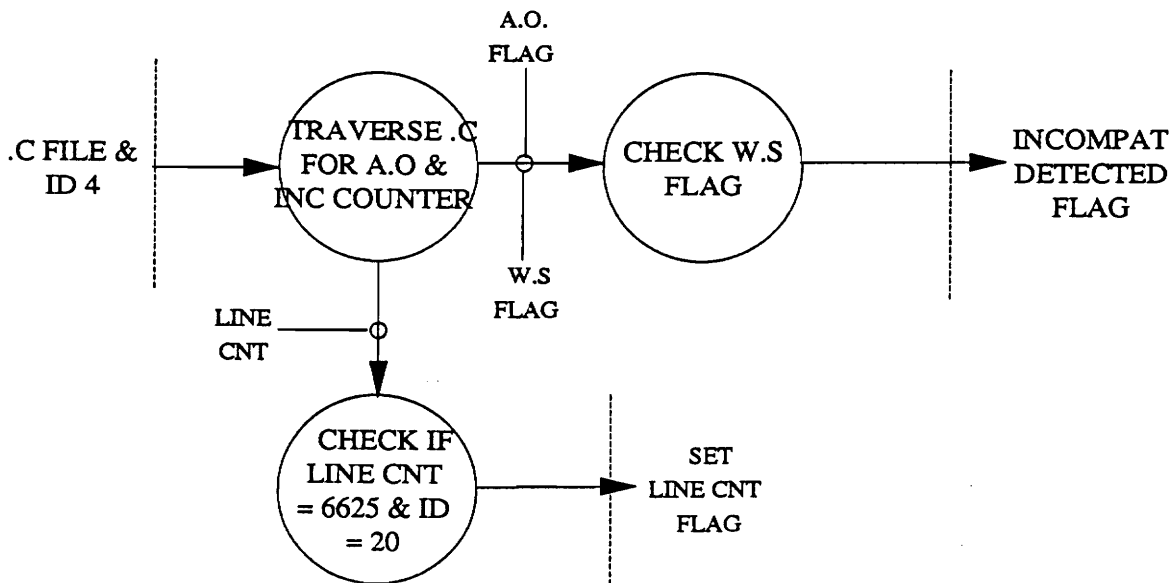 .C FILE &
ID 4
TRAVERSE .C
FOR A.O &
INC COUNTER
A.O.
FLAG
W.S
FLAG
CHECK W.S
FLAG
INCOMPAT
DETECTED
FLAG
LINE
CNT
CHECK IF
LINE CNT
= 6625 & ID
= 20
SET
LINE CNT
FLAG